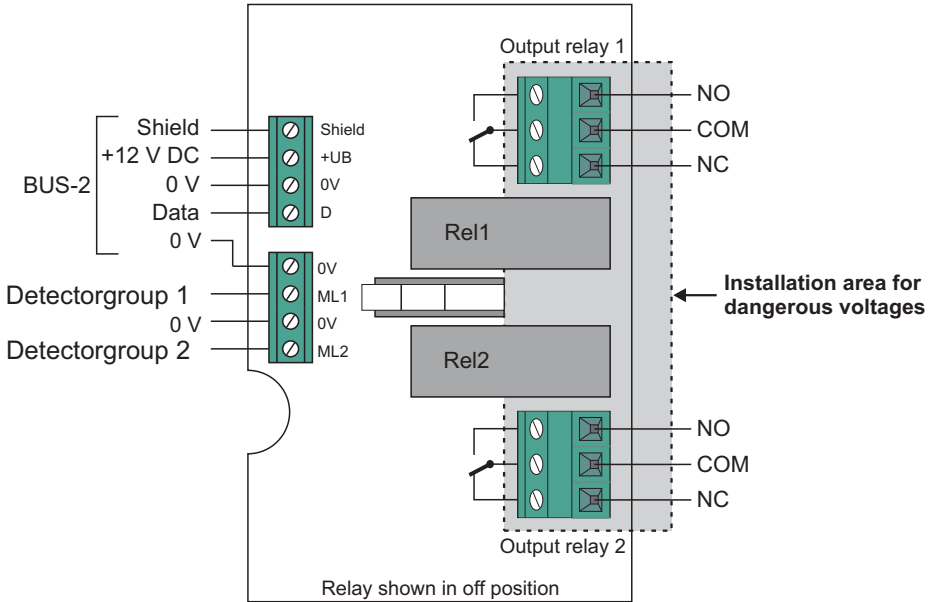 Output relay 1
NO
COM
NC
BUS-2
Shield
+12 V DC
0 V
Data
0 V
Shield
+UB
0V
D
Rel1
Detectorgroup 1
0 V
Detectorgroup 2
0V
ML1
0V
ML2
Installation area for
dangerous voltages
Rel2
NO
COM
NC
Output relay 2
Relay shown in off position